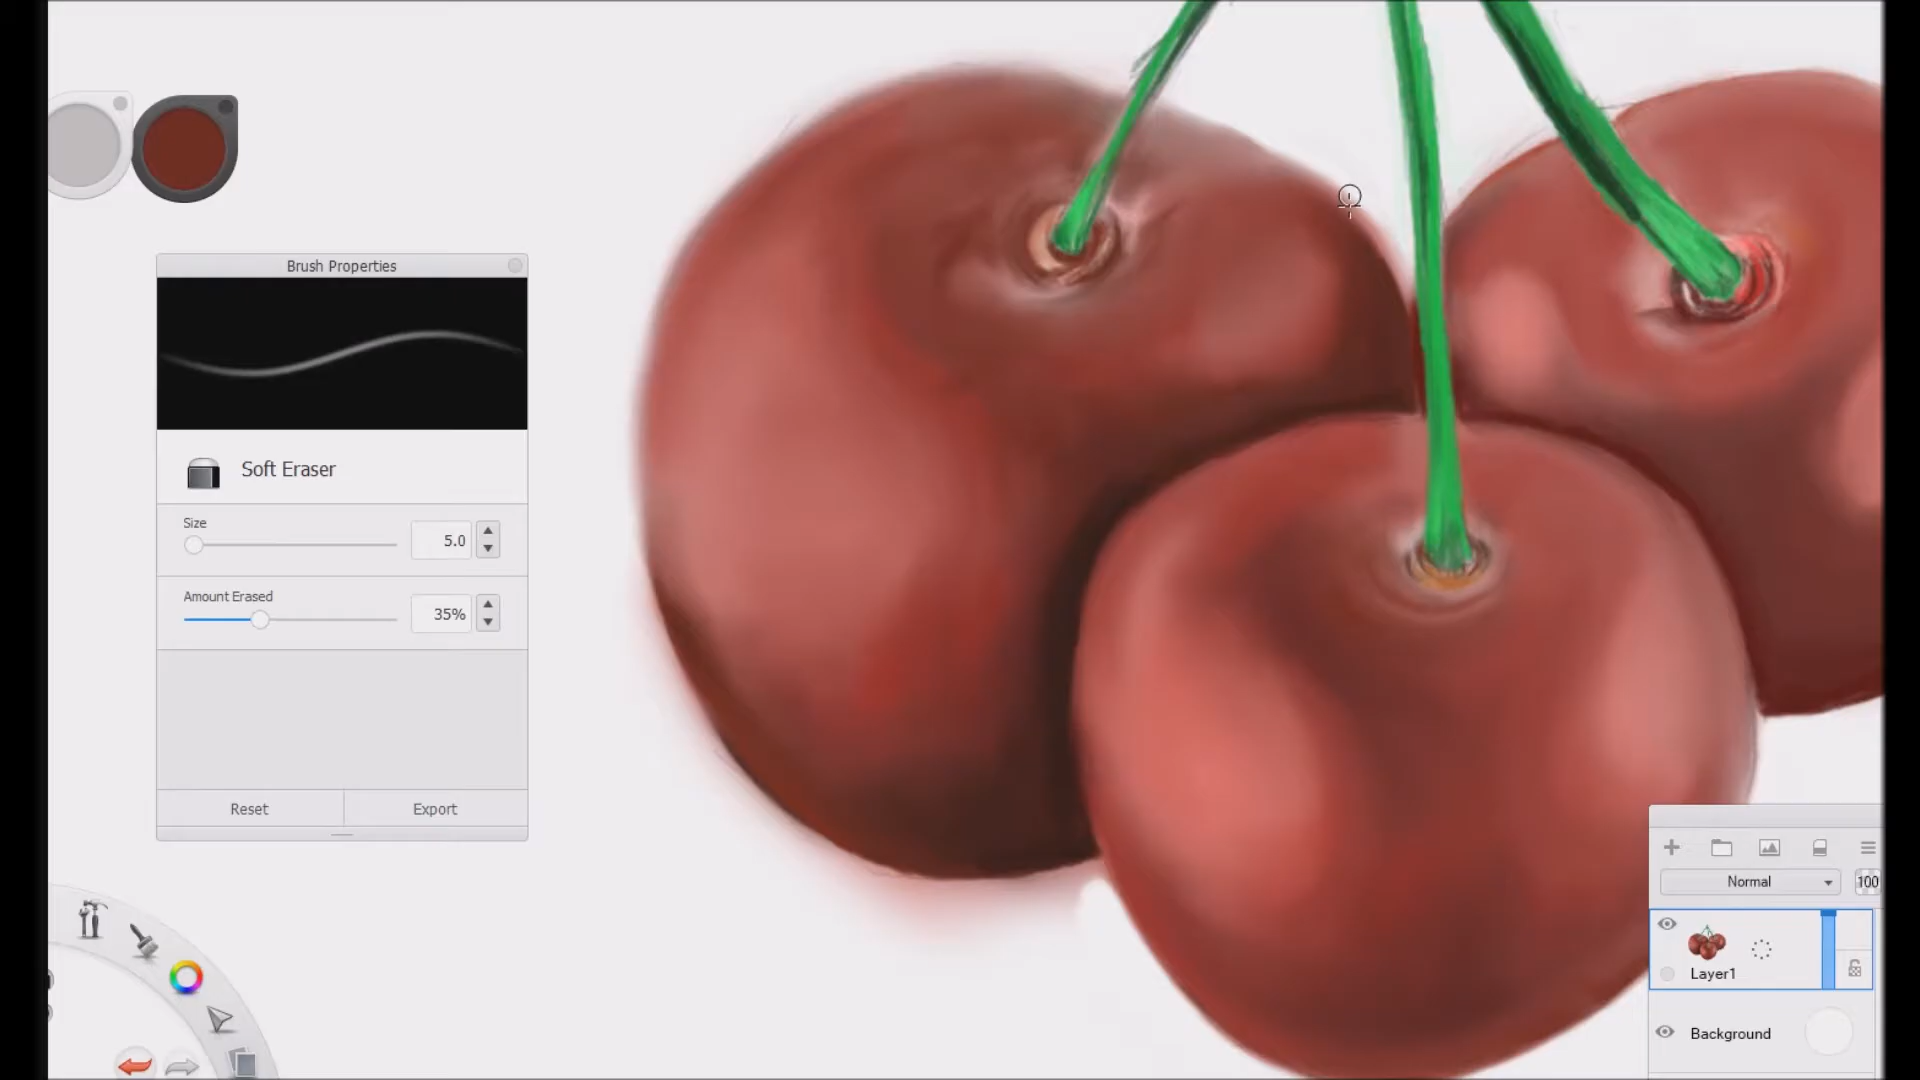 Brush Properties
Soft Eraser
Size
5.0
Amount Erased
35%
Reset
Export
Normal
100
Layer1
Background